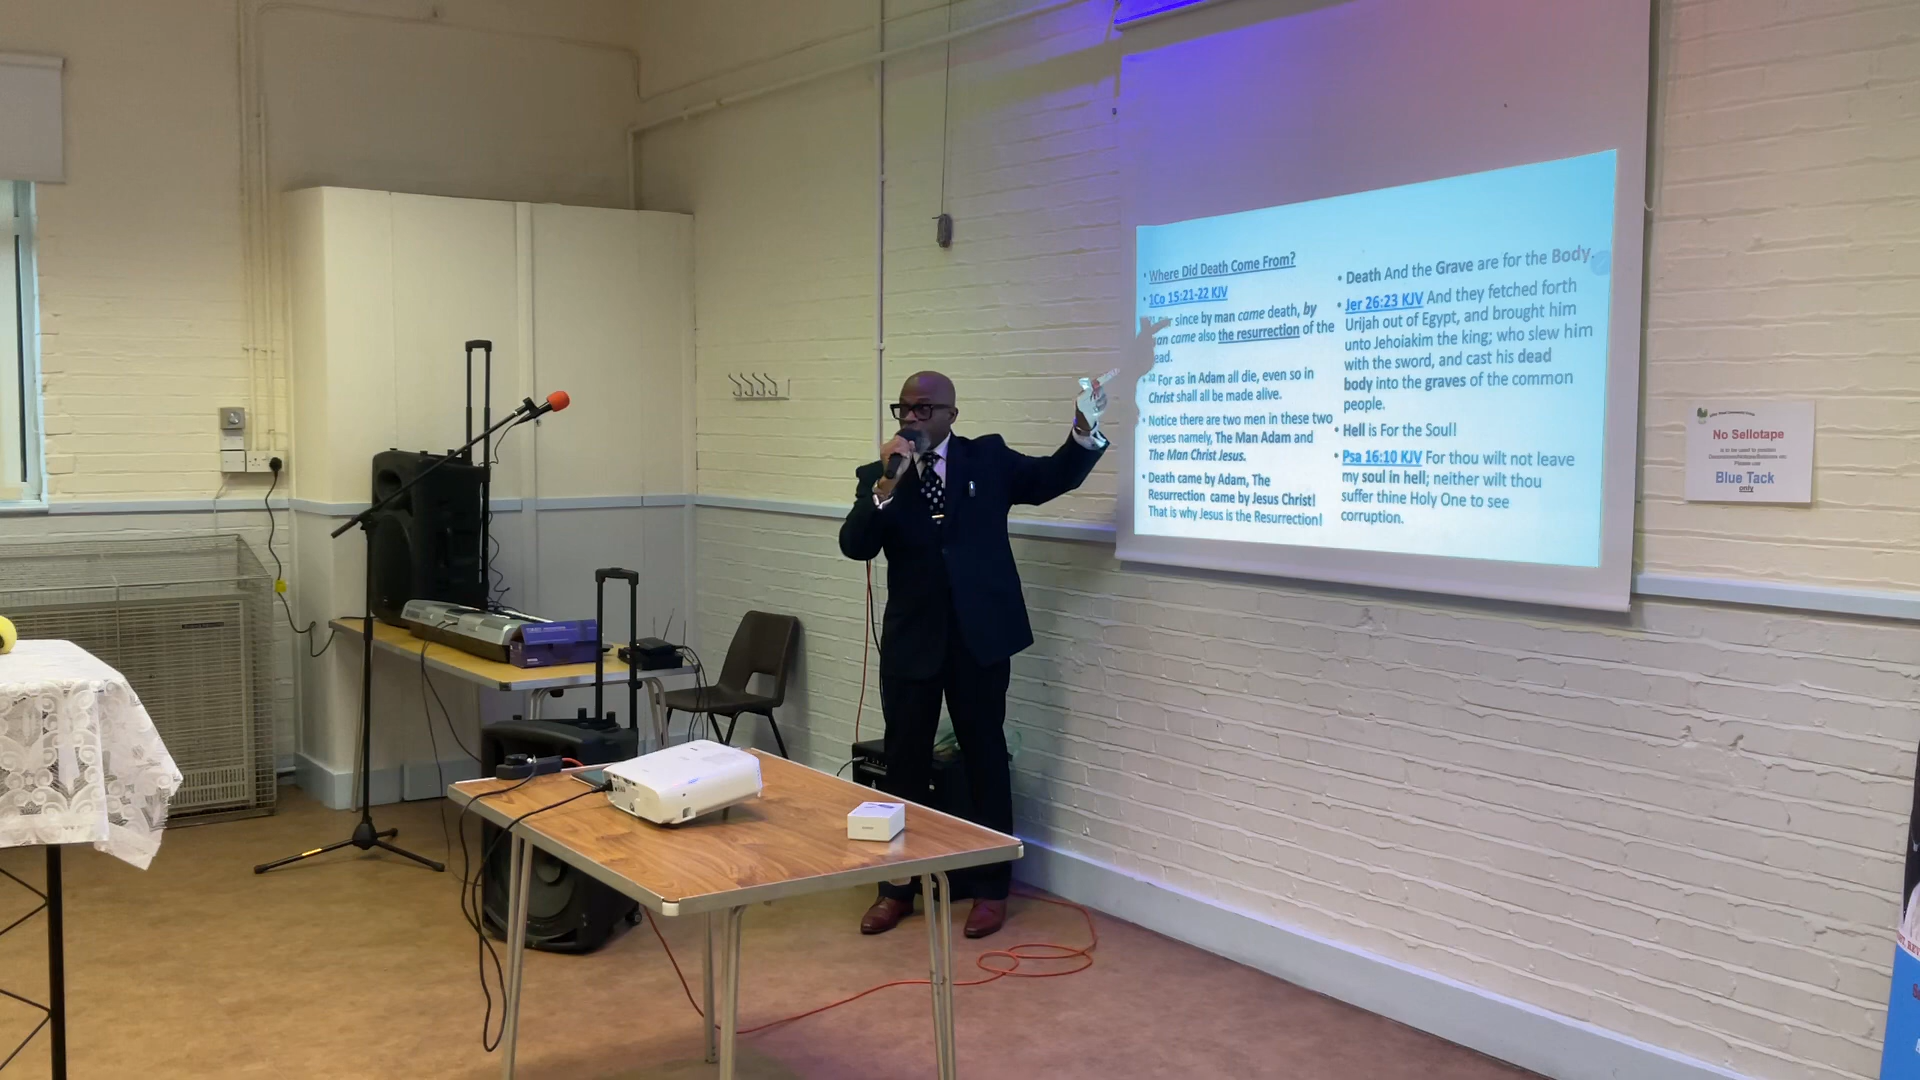 • Where Did Death Come From?
• 1Co 15:21-22 KJV
since by man came death, by
man came also the resurrection of the
dead.
• 22 For as in Adam all die, even so in
Christ shall all be made alive.
• Notice there are two men in these two
verses namely, The Man Adam and
The Man Christ Jesus.
• Death came by Adam, The
Resurrection came by Jesus Christ!
That is why Jesus is the Resurrection!
• Death And the Grave are for the Body.
• Jer 26:23 KJV And they fetched forth
Urijah out of Egypt, and brought him
unto Jehoiakim the king; who slew him
with the sword, and cast his dead
body into the graves of the common
people.
• Hell is For the Soul!
• Psa 16:10 KJV For thou wilt not leave
my soul in hell; neither wilt thou
suffer thine Holy One to see
corruption.
No Sellotape
Please use
Blue Tack
only